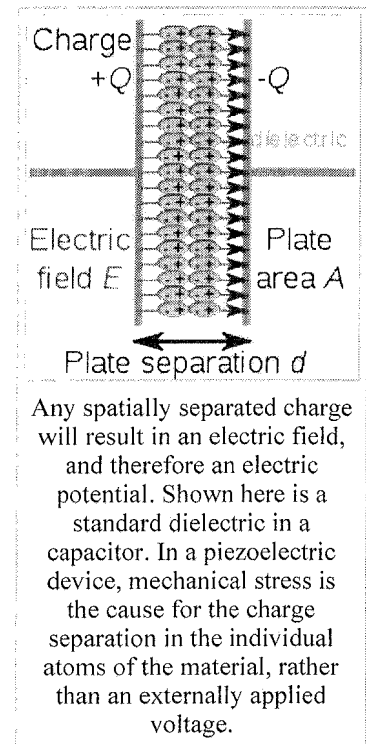 Charge
+Q
-Q
dielectric
Electric
field E
Plate
area A
Plate separation d
Any spatially separated charge
will result in an electric field,
and therefore an electric
potential. Shown here is a
standard dielectric in a
capacitor. In a piezoelectric
device, mechanical stress is
the cause for the charge
separation in the individual
atoms of the material, rather
than an externally applied
voltage.